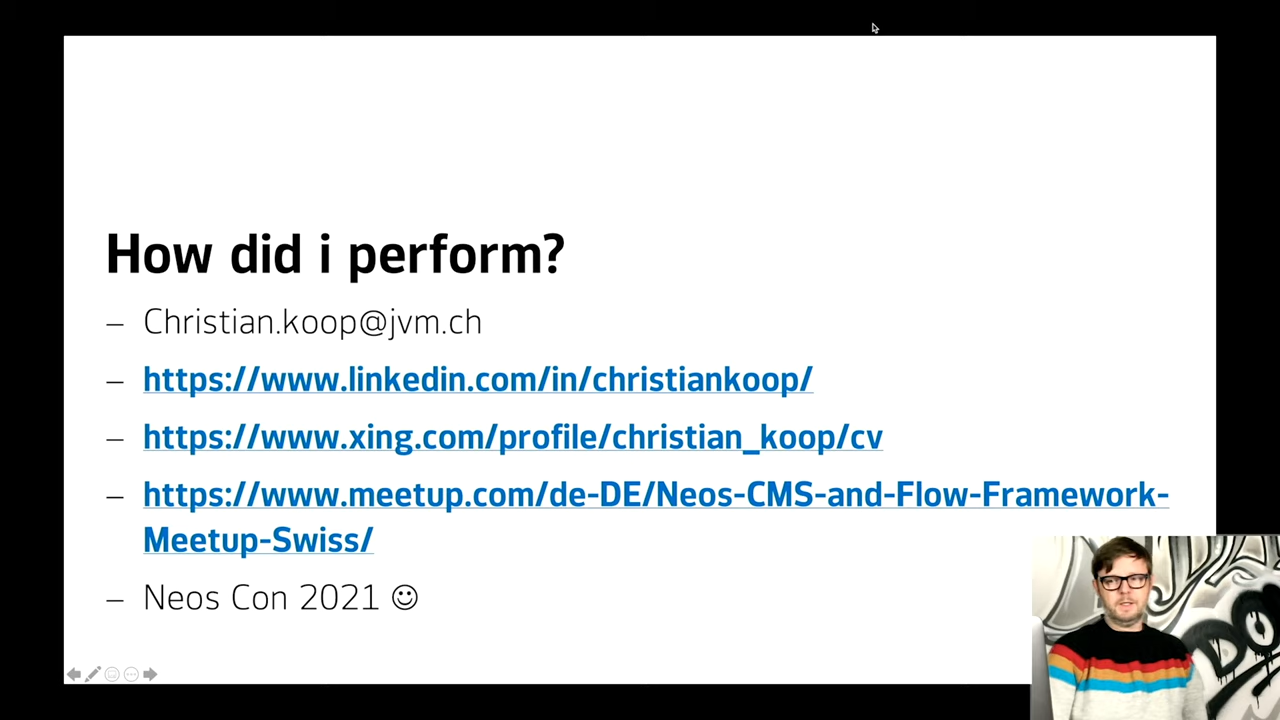 How did i perform?
– Christian.koop@jvm.ch
– https://www.linkedin.com/in/christiankoop/
– https://www.xing.com/profile/christian_koop/cv
– https://www.meetup.com/de-DE/Neos-CMS-and-Flow-Framework-
Meetup-Swiss/
– Neos Con 2021 ☺